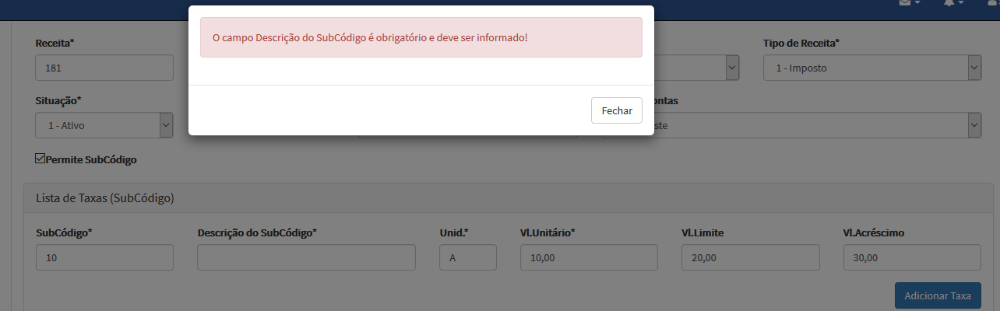 O campo Descrição do SubCódigo é obrigatório e deve ser informado!
Fechar
Receita*
Tipo de Receita*
181
1 - Imposto
Situação*
ontas
1 - Ativo
ste
Permite SubCódigo
Lista de Taxas (SubCódigo)
SubCódigo* Descrição do SubCódigo* Unid.* Vl.Unitário* Vl.Limite Vl.Acréscimo
10 A 10,00 20,00 30,00
Adicionar Taxa